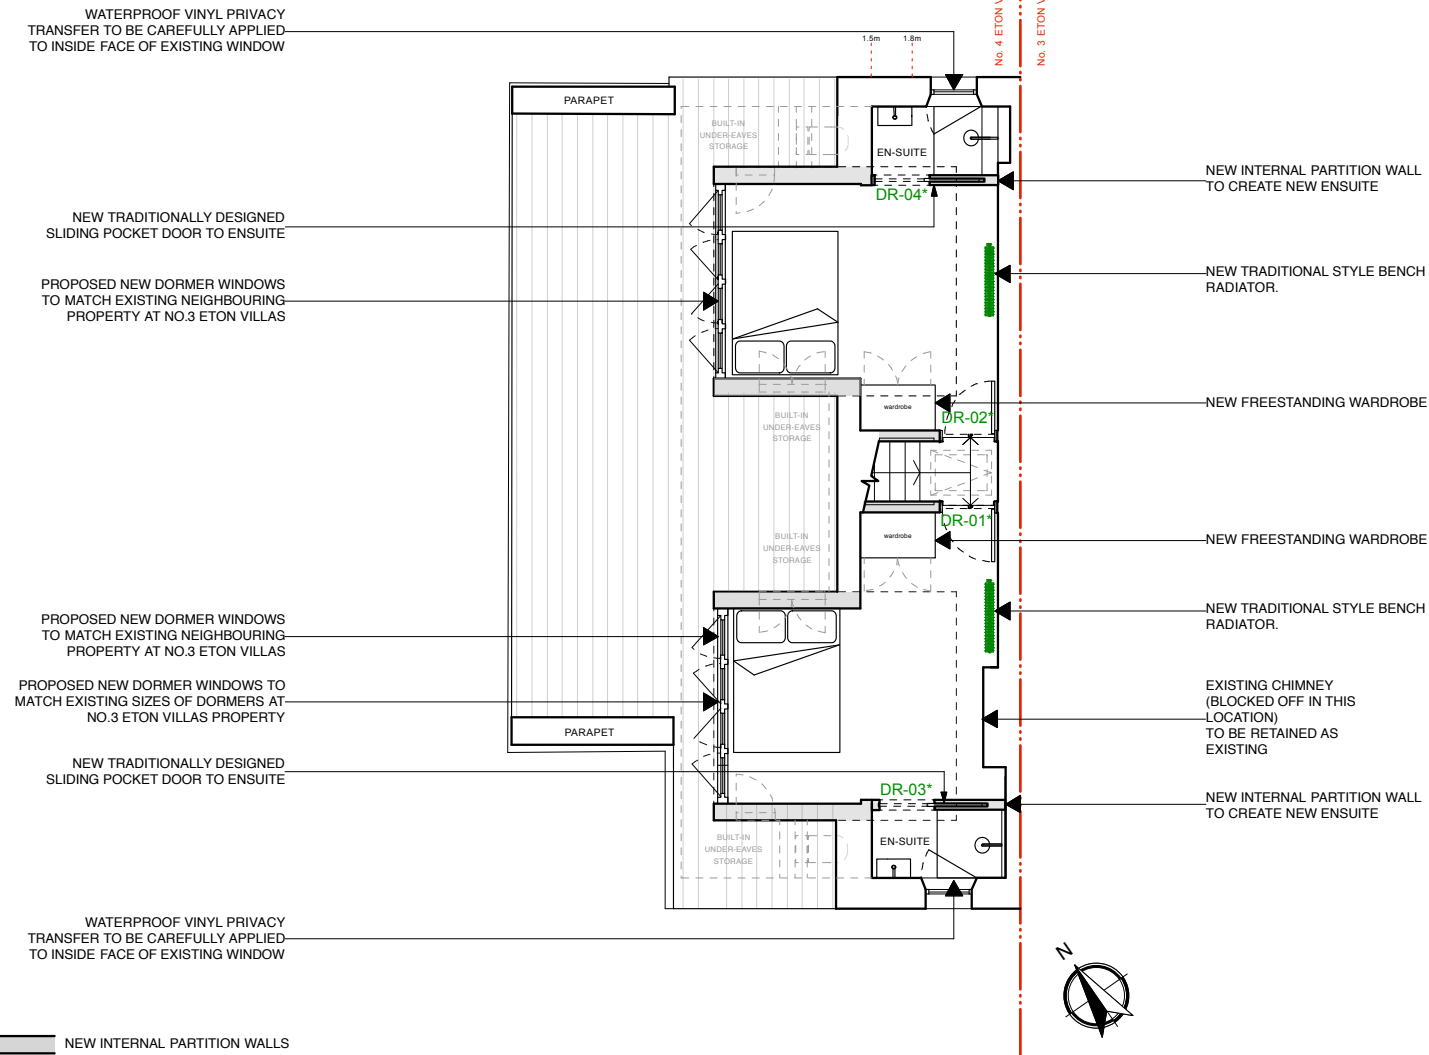 WATERPROOF VINYL PRIVACY
TRANSFER TO BE CAREFULLY APPLIED
TO INSIDE FACE OF EXISTING WINDOW
1.5m
1.8m
No. 4 ETON
No. 3 ETON
PARAPET
BUILT-IN
UNDER-EAVES
STORAGE
EN-SUITE
DR-04*
NEW INTERNAL PARTITION WALL
TO CREATE NEW ENSUITE
NEW TRADITIONALLY DESIGNED
SLIDING POCKET DOOR TO ENSUITE
NEW TRADITIONAL STYLE BENCH
RADIATOR.
PROPOSED NEW DORMER WINDOWS
TO MATCH EXISTING NEIGHBOURING
PROPERTY AT NO.3 ETON VILLAS
wardrobe
DR-02*
NEW FREESTANDING WARDROBE
BUILT-IN
UNDER-EAVES
STORAGE
DR-01*
BUILT-IN
UNDER-EAVES
STORAGE
wardrobe
NEW FREESTANDING WARDROBE
NEW TRADITIONAL STYLE BENCH
RADIATOR.
PROPOSED NEW DORMER WINDOWS
TO MATCH EXISTING NEIGHBOURING
PROPERTY AT NO.3 ETON VILLAS
PROPOSED NEW DORMER WINDOWS TO
MATCH EXISTING SIZES OF DORMERS AT
NO.3 ETON VILLAS PROPERTY
EXISTING CHIMNEY
(BLOCKED OFF IN THIS
LOCATION)
TO BE RETAINED AS
EXISTING
PARAPET
NEW TRADITIONALLY DESIGNED
SLIDING POCKET DOOR TO ENSUITE
DR-03*
NEW INTERNAL PARTITION WALL
TO CREATE NEW ENSUITE
BUILT-IN
UNDER-EAVES
STORAGE
EN-SUITE
WATERPROOF VINYL PRIVACY
TRANSFER TO BE CAREFULLY APPLIED
TO INSIDE FACE OF EXISTING WINDOW
N
NEW INTERNAL PARTITION WALLS